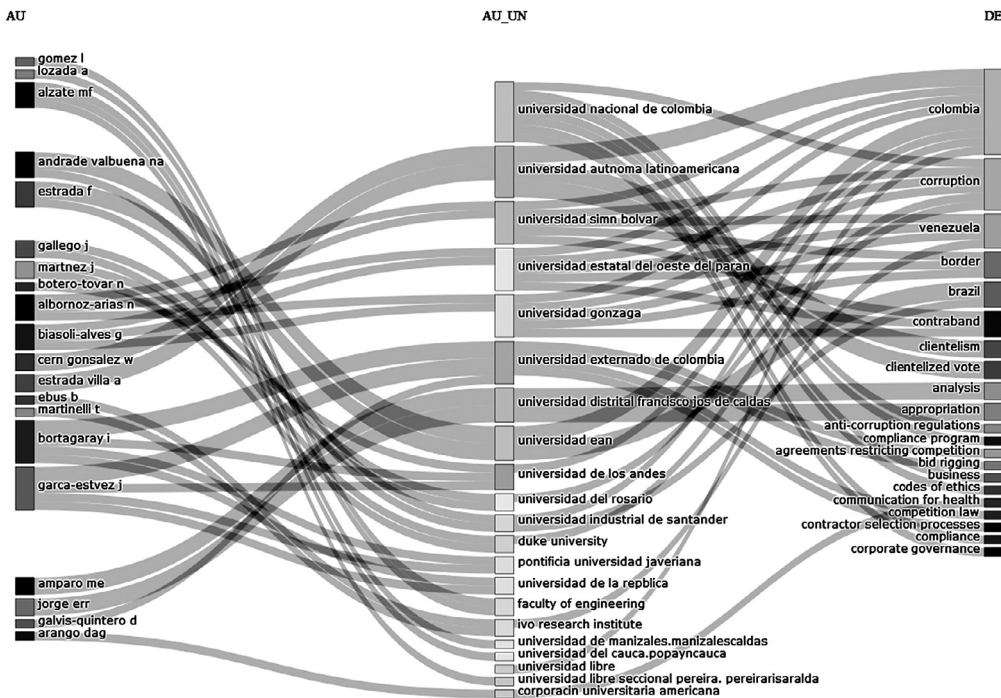 AU
AU_UN
DE
gomez l
lozada a
alzate mf
andrade valbuena na
estrada f
gallego j
martnez j
botero-tovar n
albornoz-arias n
biasoli-alves g
cern gonsalez w
estrada villa a
ebus b
martinelli t
bortagaray i
garca-estvez j
amparo me
jorge err
galvis-quintero d
arango dag
universidad nacional de colombia
universidad autnoma latinoamericana
universidad simn bolvar
universidad estatal del oeste del paran
universidad gonzaga
universidad externado de colombia
universidad distrital francisco jos de caldas
universidad ean
universidad de los andes
universidad del rosario
universidad industrial de santander
duke university
pontificia universidad javeriana
universidad de la repblica
faculty of engineering
ivo research institute
universidad de manizales.manizalescaldas
universidad del cauca.popayncauca
universidad libre
universidad libre seccional pereira. pereirarisaralda
corporacin universitaria americana
colombia
corruption
venezuela
border
brazil
contraband
clientelism
clientelized vote
analysis
appropriation
anti-corruption regulations
compliance program
agreements restricting competition
bid rigging
business
codes of ethics
communication for health
competition law
contractor selection processes
compliance
corporate governance